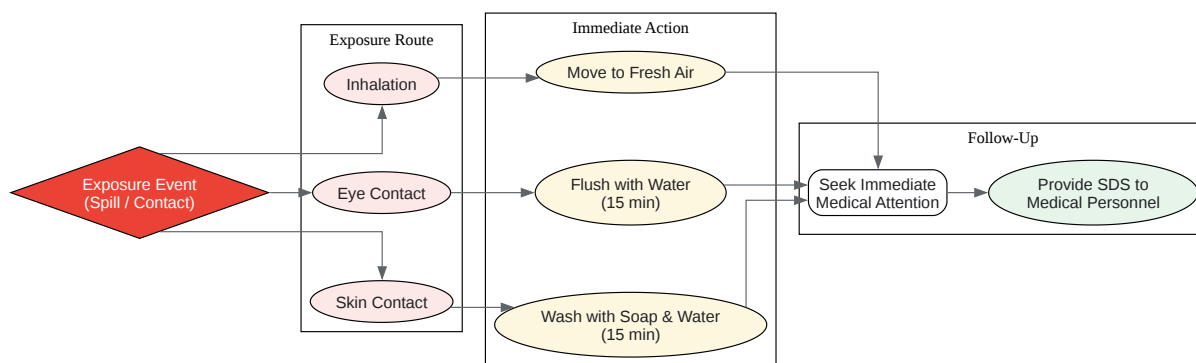 Exposure Event
(Spill / Contact)
Exposure Route
Inhalation
Eye Contact
Skin Contact
Immediate Action
Move to Fresh Air
Flush with Water
(15 min)
Wash with Soap & Water
(15 min)
Follow-Up
Seek Immediate
Medical Attention
Provide SDS to
Medical Personnel